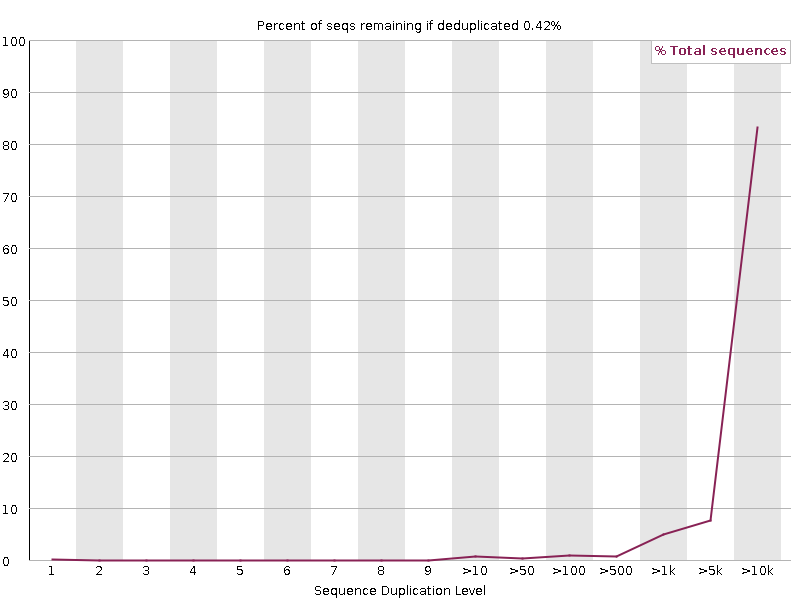 Percent of seqs remaining if deduplicated 0.42%
% Total sequences
100
90
80
70
60
50
40
30
20
10
0
1 2 3 4 5 6 7 8 9 >10 >50 >100 >500 >1k >5k >10k
Sequence Duplication Level